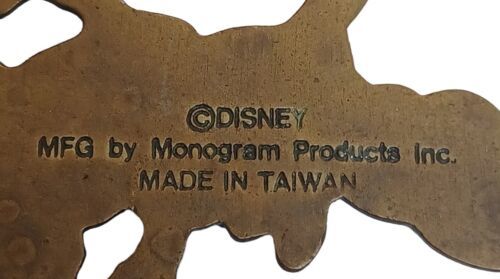 ©DISNEY
MFG by Monogram Products Inc.
MADE IN TAIWAN